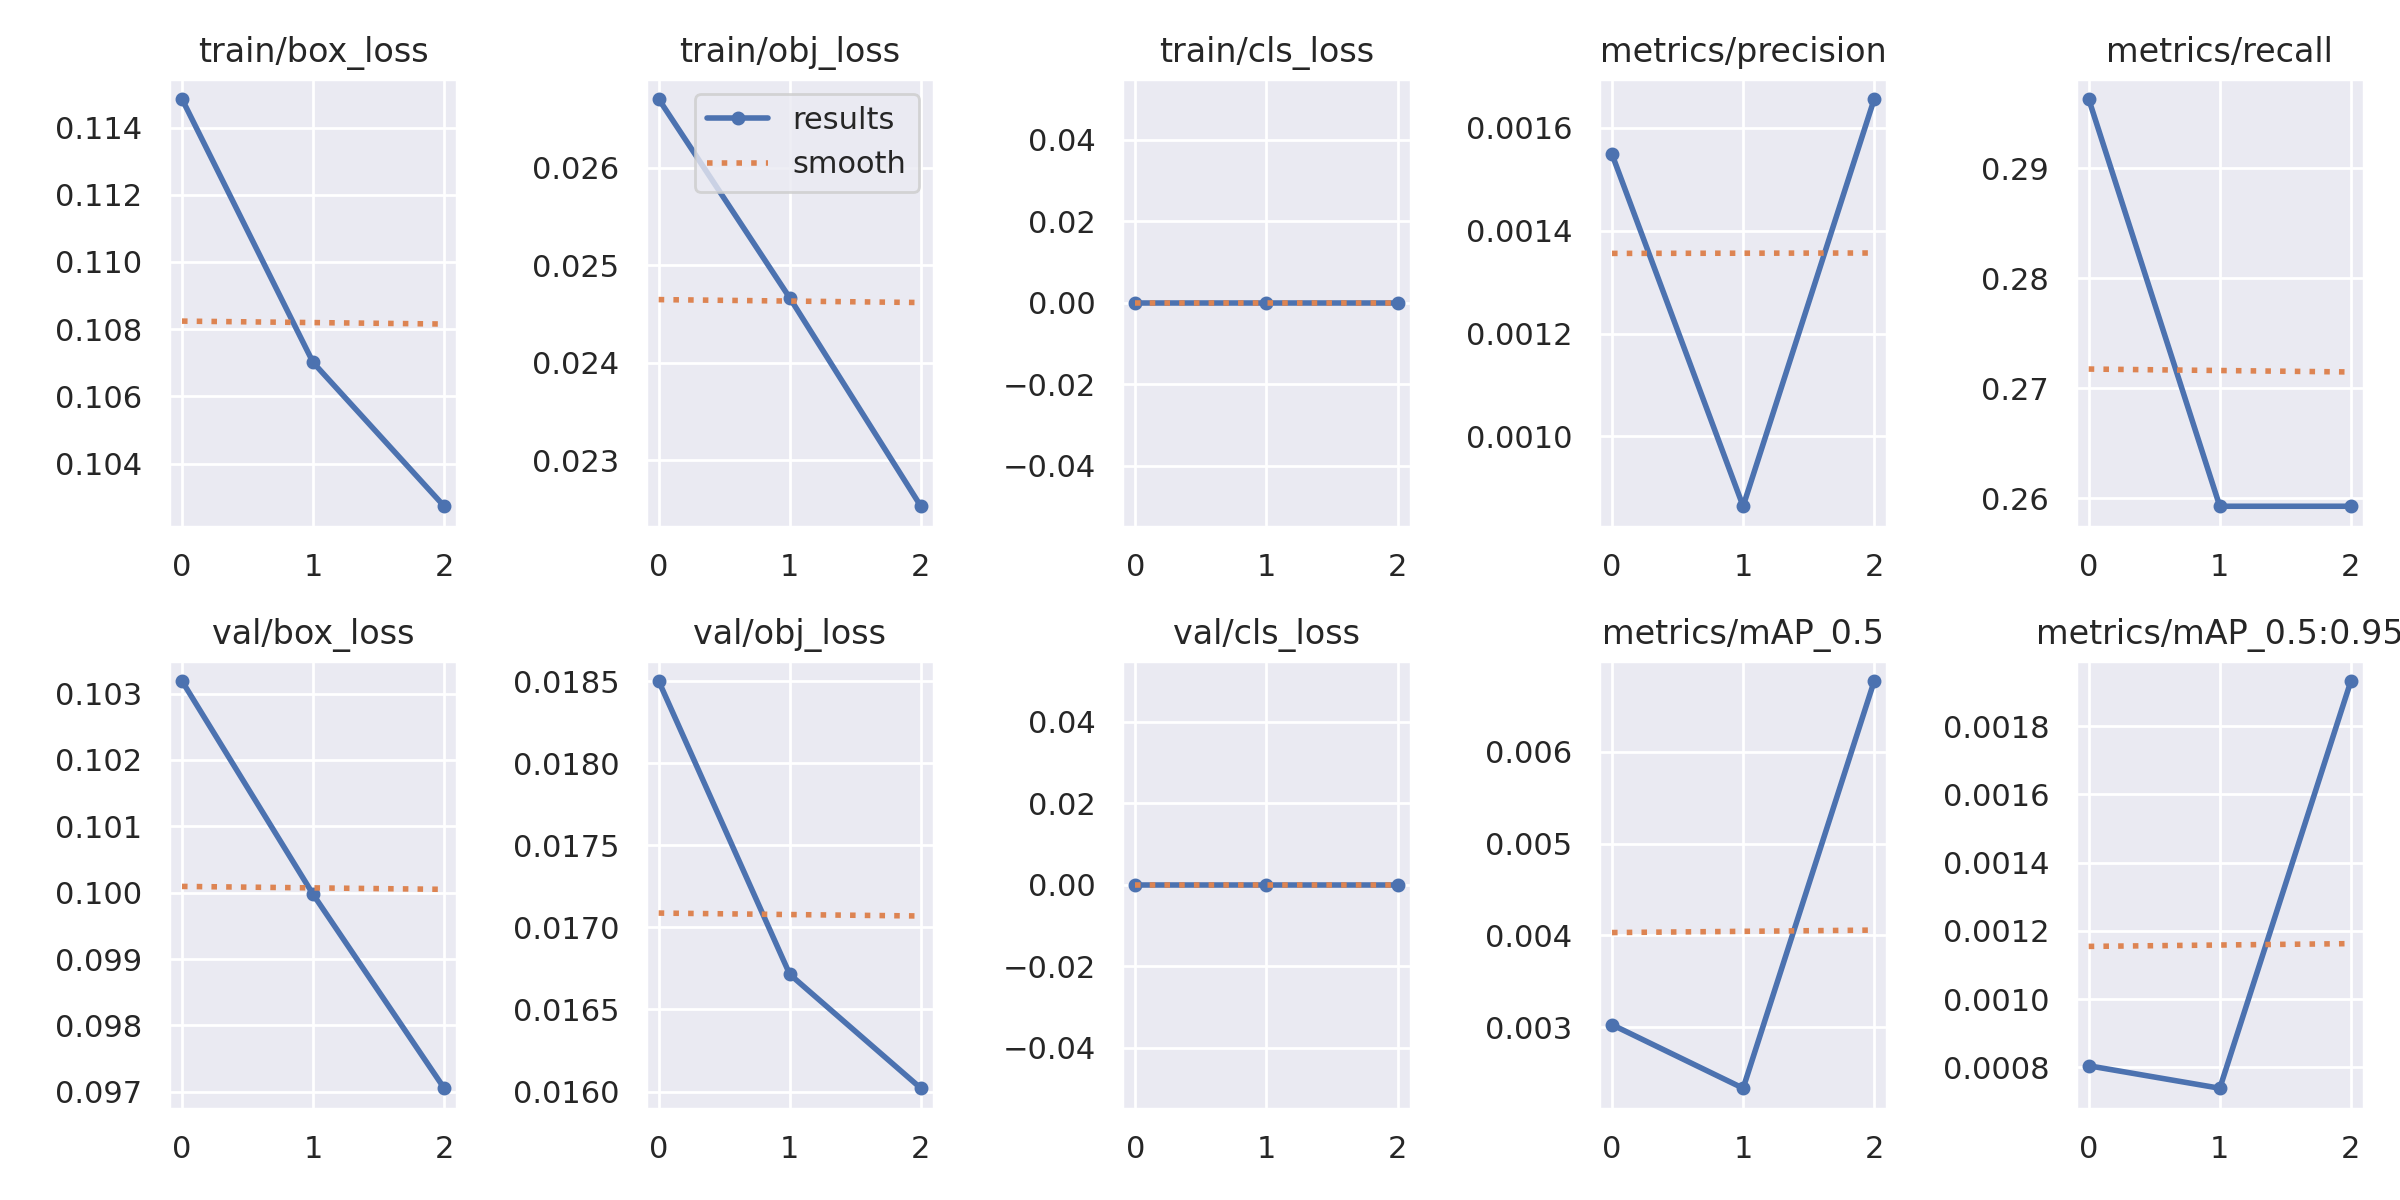 train/box_loss
0.114
0.112
0.110
0.108
0.106
0.104
0 1 2
train/obj_loss
results
smooth
0.026
0.025
0.024
0.023
0 1 2
train/cls_loss
0.04
0.02
0.00
−0.02
−0.04
0 1 2
metrics/precision
0.0016
0.0014
0.0012
0.0010
0 1 2
metrics/recall
0.29
0.28
0.27
0.26
0 1 2
val/box_loss
0.103
0.102
0.101
0.100
0.099
0.098
0.097
0 1 2
val/obj_loss
0.0185
0.0180
0.0175
0.0170
0.0165
0.0160
0 1 2
val/cls_loss
0.04
0.02
0.00
−0.02
−0.04
0 1 2
metrics/mAP_0.5
0.006
0.005
0.004
0.003
0 1 2
metrics/mAP_0.5:0.95
0.0018
0.0016
0.0014
0.0012
0.0010
0.0008
0 1 2